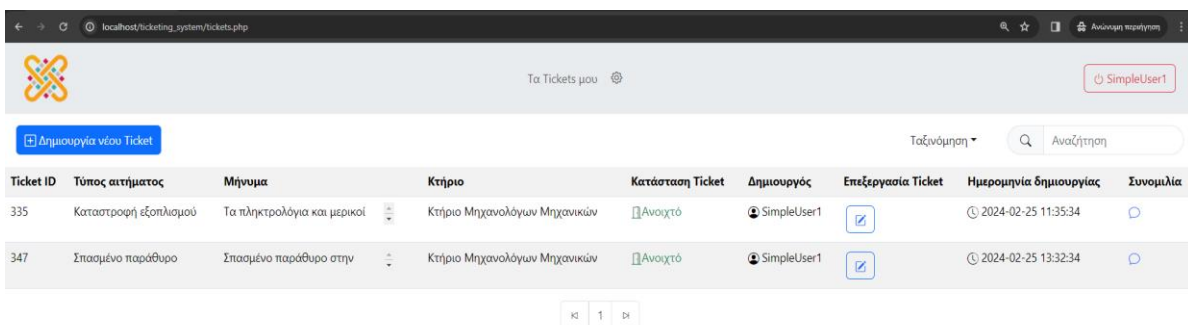 localhost/ticketing_system/tickets.php Ανώνυμη περιήγηση
Τα Tickets μου SimpleUser1
Δημιουργία νέου Ticket Ταξινόμηση Αναζήτηση
Ticket ID Τύπος αιτήματος Μήνυμα Κτήριο Κατάσταση Ticket Δημιουργός Επεξεργασία Ticket Ημερομηνία δημιουργίας Συνομιλία
335 Καταστροφή εξοπλισμού Τα πληκτρολόγια και μερικοί Κτήριο Μηχανολόγων Μηχανικών Ανοιχτό SimpleUser1 2024-02-25 11:35:34
347 Σπασμένο παράθυρο Σπασμένο παράθυρο στην Κτήριο Μηχανολόγων Μηχανικών Ανοιχτό SimpleUser1 2024-02-25 13:32:34
1